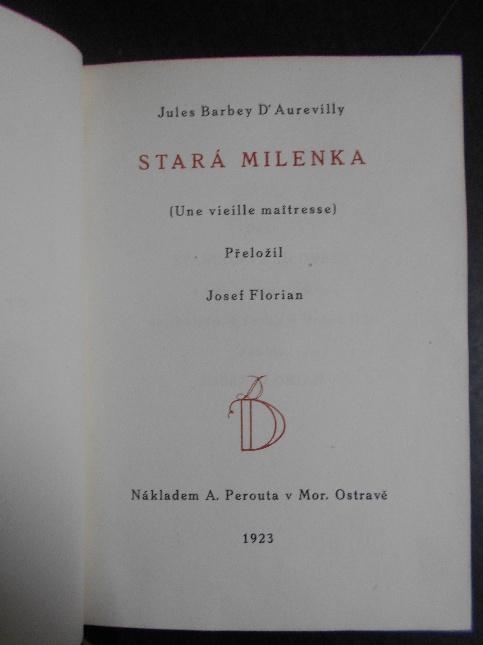 Jules Barbey D'Aurevilly
STARÁ MILENKA
(Une vieille maîtresse)
Přeložil
Josef Florian
D
Nákladem A. Perouta v Mor. Ostravě
1923